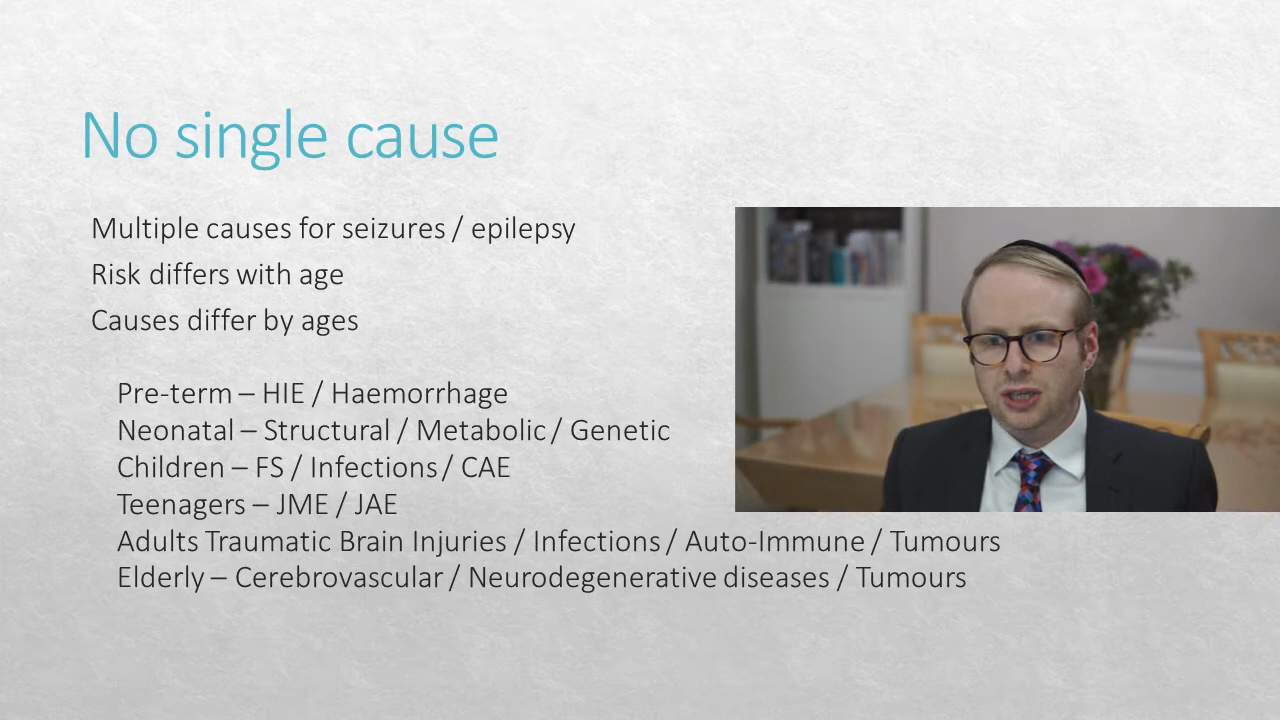 No single cause
Multiple causes for seizures / epilepsy
Risk differs with age
Causes differ by ages
Pre-term – HIE / Haemorrhage
Neonatal – Structural / Metabolic / Genetic
Children – FS / Infections / CAE
Teenagers – JME / JAE
Adults Traumatic Brain Injuries / Infections / Auto-Immune / Tumours
Elderly – Cerebrovascular / Neurodegenerative diseases / Tumours